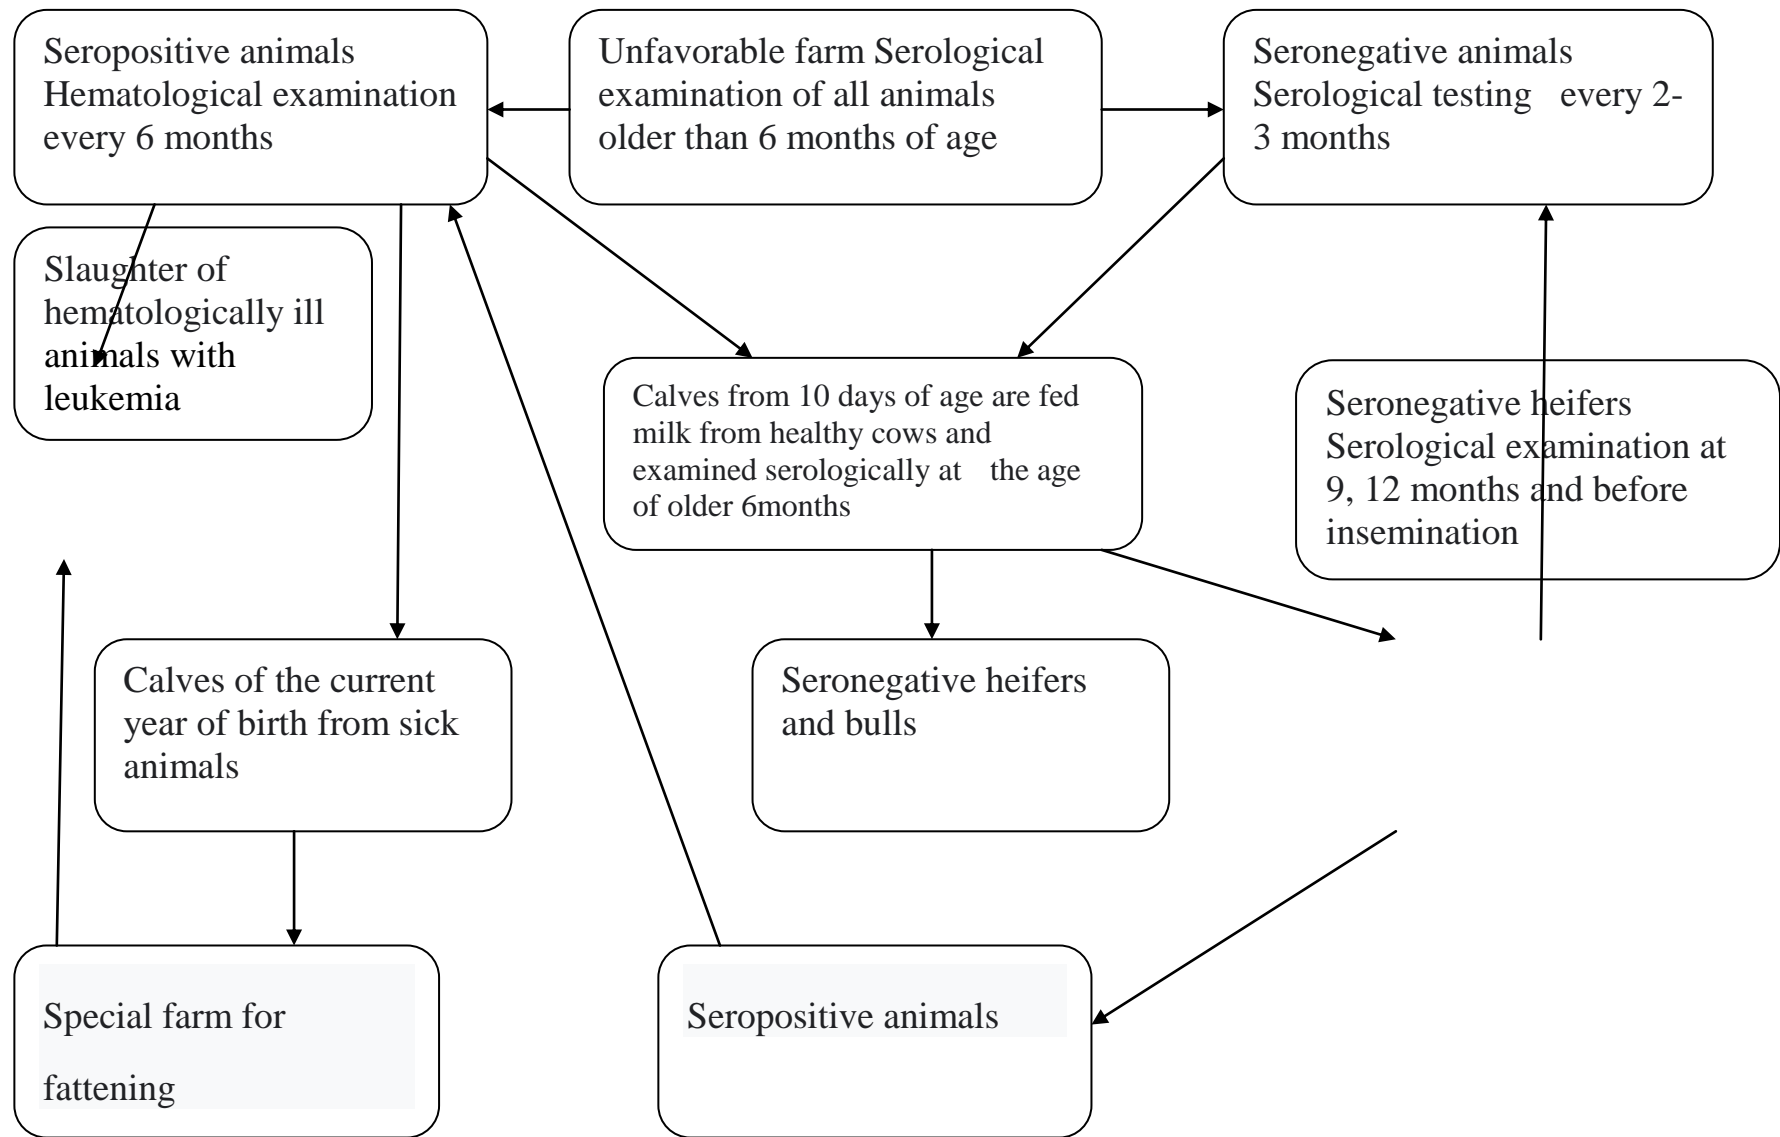 Seropositive animals
Hematological examination
every 6 months
Unfavorable farm Serological
examination of all animals
older than 6 months of age
Seronegative animals
Serological testing every 2-
3 months
Slaughter of
hematologically ill
animals with
leukemia
Calves from 10 days of age are fed
milk from healthy cows and
examined serologically at the age
of older 6months
Seronegative heifers
Serological examination at
9, 12 months and before
insemination
Calves of the current
year of birth from sick
animals
Seronegative heifers
and bulls
Special farm for
fattening
Seropositive animals